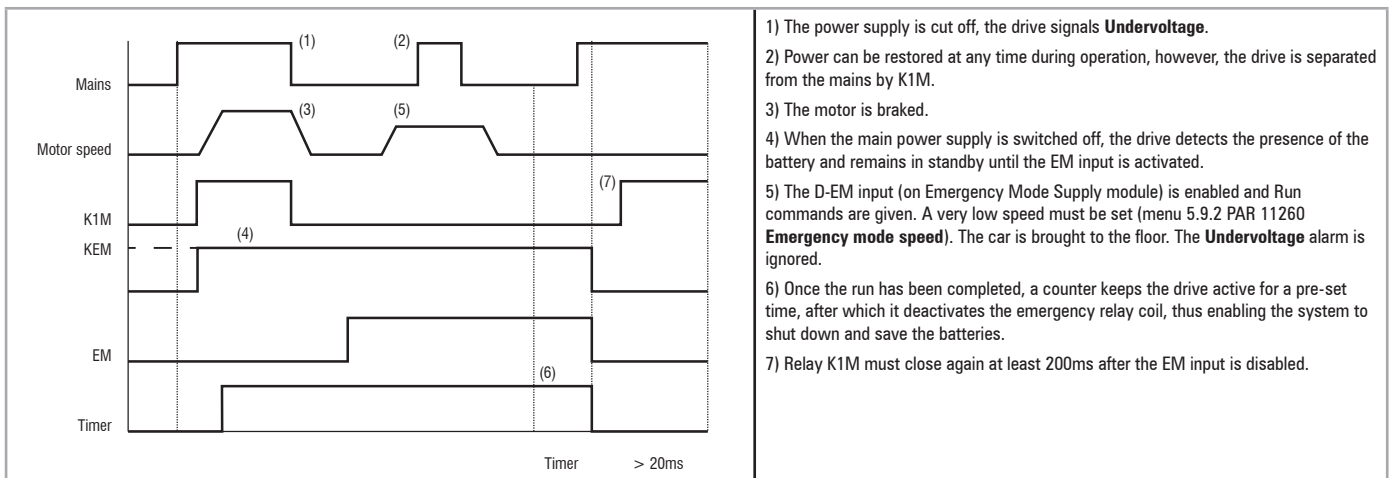 Mains
Motor speed
K1M
KEM
EM
Timer
(1)
(2)
(3)
(5)
(7)
(4)
(6)
Timer
> 20ms
1) The power supply is cut off, the drive signals Undervoltage.
2) Power can be restored at any time during operation, however, the drive is separated
from the mains by K1M.
3) The motor is braked.
4) When the main power supply is switched off, the drive detects the presence of the
battery and remains in standby until the EM input is activated.
5) The D-EM input (on Emergency Mode Supply module) is enabled and Run
commands are given. A very low speed must be set (menu 5.9.2 PAR 11260
Emergency mode speed). The car is brought to the floor. The Undervoltage alarm is
ignored.
6) Once the run has been completed, a counter keeps the drive active for a pre-set
time, after which it deactivates the emergency relay coil, thus enabling the system to
shut down and save the batteries.
7) Relay K1M must close again at least 200ms after the EM input is disabled.